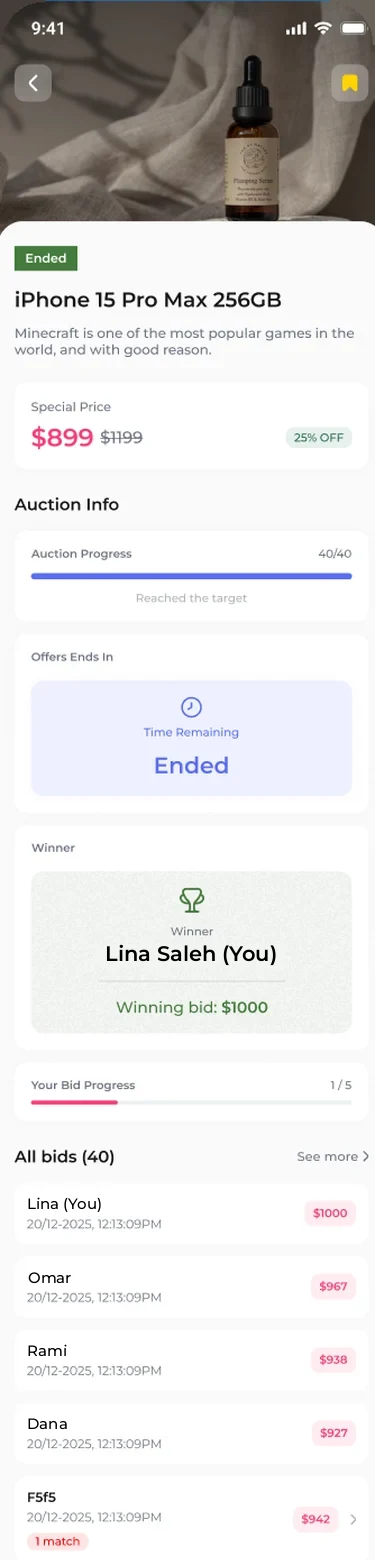 9:41
Plumping Serum
Ended
iPhone 15 Pro Max 256GB
Minecraft is one of the most popular games in the
world, and with good reason.
Special Price
$899 $1199
25% OFF
Auction Info
Auction Progress
40/40
Reached the target
Offers Ends In
Time Remaining
Ended
Winner
Winner
Lina Saleh (You)
Winning bid: $1000
Your Bid Progress
1 / 5
All bids (40)
See more
Lina (You)
20/12-2025, 12:13:09PM
$1000
Omar
20/12-2025, 12:13:09PM
$967
Rami
20/12-2025, 12:13:09PM
$938
Dana
20/12-2025, 12:13:09PM
$927
F5f5
20/12-2025, 12:13:09PM
$942
1 match